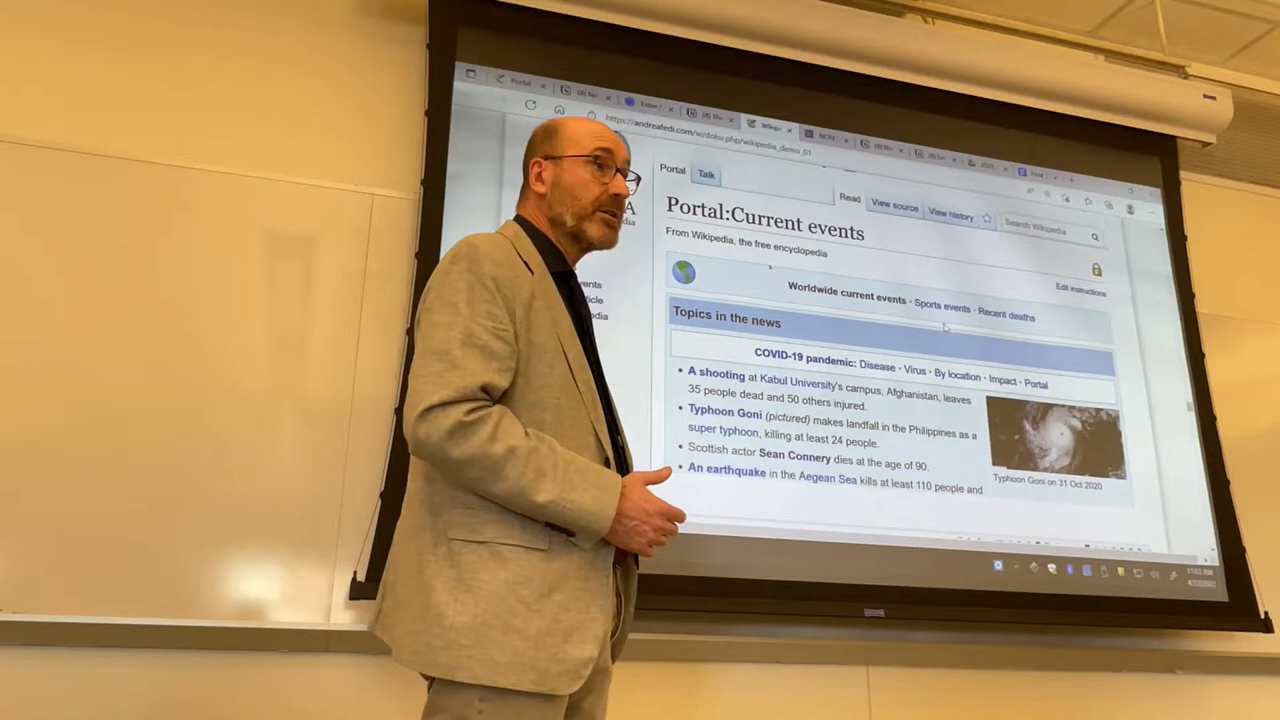 Portal
https://andreafedi.com/w/doku.php/wikipedia_demo_01
Portal Talk
Read View source View history Search Wikipedia
Portal:Current events
From Wikipedia, the free encyclopedia
Edit instructions
Worldwide current events · Sports events · Recent deaths
Topics in the news
COVID-19 pandemic: Disease · Virus · By location · Impact · Portal
• A shooting at Kabul University's campus, Afghanistan, leaves
35 people dead and 50 others injured.
• Typhoon Goni (pictured) makes landfall in the Philippines as a
super typhoon, killing at least 24 people.
• Scottish actor Sean Connery dies at the age of 90.
• An earthquake in the Aegean Sea kills at least 110 people and
Typhoon Goni on 31 Oct 2020